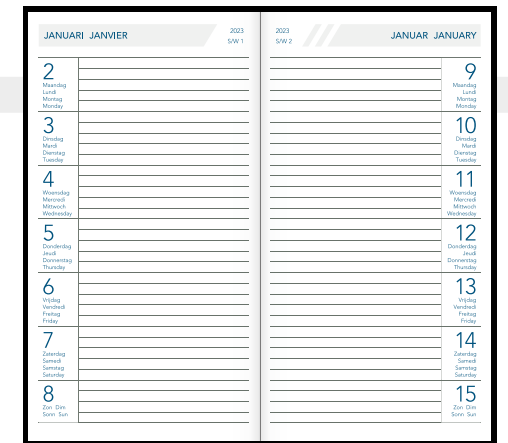 JANUARI JANVIER
2023
S/W 1
2
Maandag
Lundi
Montag
Monday
3
Dinsdag
Mardi
Dienstag
Tuesday
4
Woensdag
Mercredi
Mittwoch
Wednesday
5
Donderdag
Jeudi
Donnerstag
Thursday
6
Vrijdag
Vendredi
Freitag
Friday
7
Zaterdag
Samedi
Samstag
Saturday
8
Zon Dim
Sonn Sun
2023
S/W 2
JANUAR JANUARY
9
Maandag
Lundi
Montag
Monday
10
Dinsdag
Mardi
Dienstag
Tuesday
11
Woensdag
Mercredi
Mittwoch
Wednesday
12
Donderdag
Jeudi
Donnerstag
Thursday
13
Vrijdag
Vendredi
Freitag
Friday
14
Zaterdag
Samedi
Samstag
Saturday
15
Zon Dim
Sonn Sun